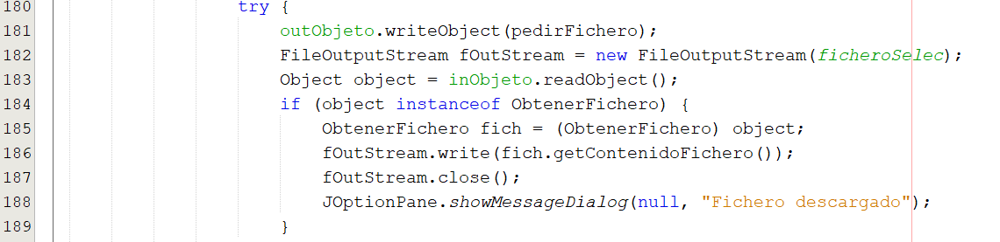 180 try {
181 outObjeto.writeObject(pedirFichero);
182 FileOutputStream fOutStream = new FileOutputStream(ficheroSelec);
183 Object object = inObjeto.readObject();
184 if (object instanceof ObtenerFichero) {
185 ObtenerFichero fich = (ObtenerFichero) object;
186 fOutStream.write(fich.getContenidoFichero());
187 fOutStream.close();
188 JOptionPane.showMessageDialog(null, "Fichero descargado");
189 }